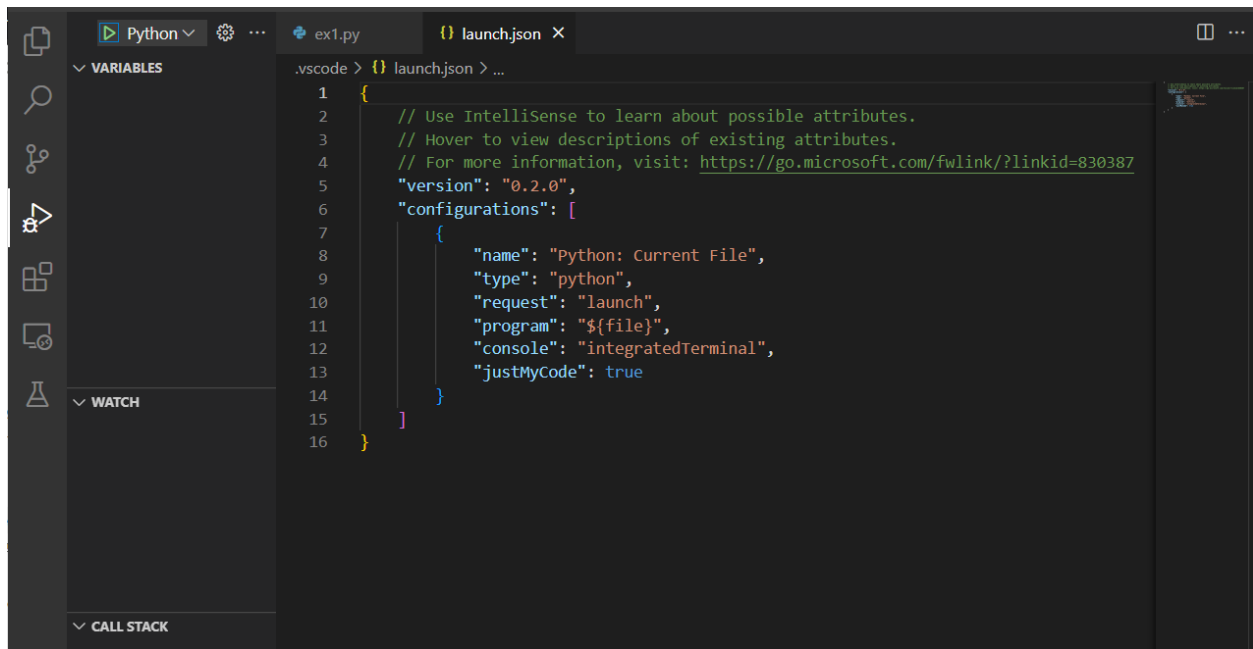 Python
ex1.py
{} launch.json
VARIABLES
.vscode > {} launch.json > ...
1 {
2 // Use IntelliSense to learn about possible attributes.
3 // Hover to view descriptions of existing attributes.
4 // For more information, visit: https://go.microsoft.com/fwlink/?linkid=830387
5 "version": "0.2.0",
6 "configurations": [
7 {
8 "name": "Python: Current File",
9 "type": "python",
10 "request": "launch",
11 "program": "${file}",
12 "console": "integratedTerminal",
13 "justMyCode": true
14 }
15 ]
16 }
WATCH
CALL STACK